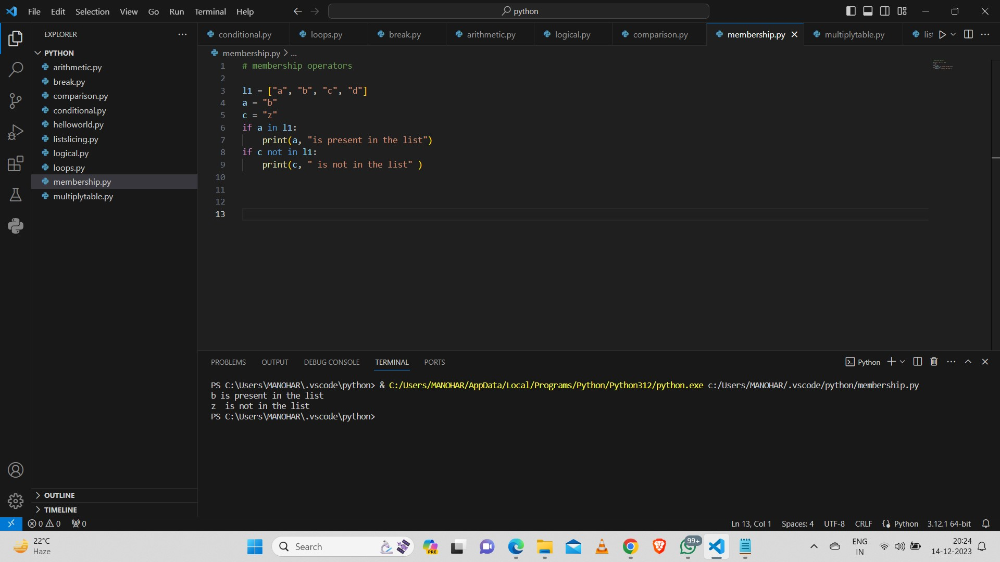 File Edit Selection View Go Run Terminal Help
python
EXPLORER
PYTHON
arithmetic.py
break.py
comparison.py
conditional.py
helloworld.py
listslicing.py
logical.py
loops.py
membership.py
multiplytable.py
OUTLINE
TIMELINE
conditional.py loops.py break.py arithmetic.py logical.py comparison.py membership.py multiplytable.py
membership.py > ...
1 # membership operators
2
3 l1 = ["a", "b", "c", "d"]
4 a = "b"
5 c = "z"
6 if a in l1:
7 print(a, "is present in the list")
8 if c not in l1:
9 print(c, " is not in the list" )
10
11
12
13
PROBLEMS OUTPUT DEBUG CONSOLE TERMINAL PORTS
Python
PS C:\Users\MANOHAR\.vscode\python> & C:/Users/MANOHAR/AppData/Local/Programs/Python/Python312/python.exe c:/Users/MANOHAR/.vscode/python/membership.py
b is present in the list
z  is not in the list
PS C:\Users\MANOHAR\.vscode\python>
0 0 0
Ln 13, Col 1 Spaces: 4 UTF-8 CRLF Python 3.12.1 64-bit
22°C
Haze
Search
PRE
99+
ENG
IN
20:24
14-12-2023